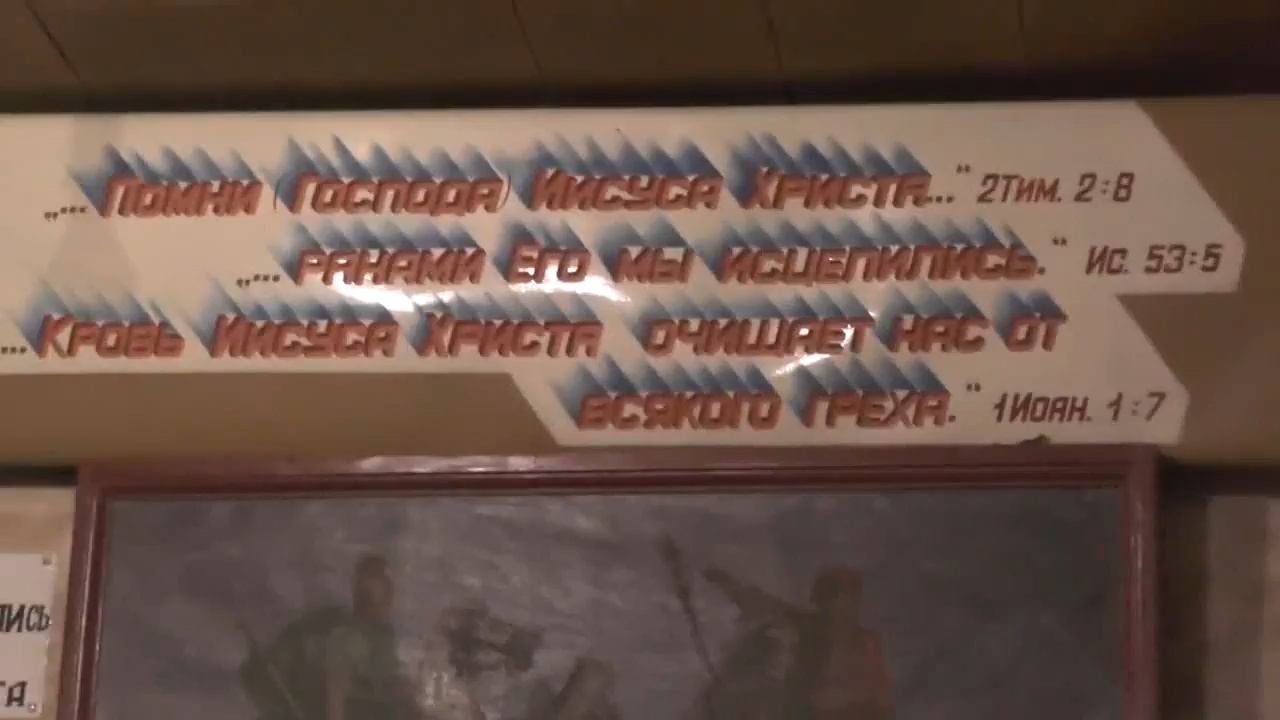 „... Помни (Господа) Иисуса Христа..." 2Тим. 2:8
„... ранами Его мы исцелились." Ис. 53:5
... Кровь Иисуса Христа очищает нас от
всякого греха." 1Иоан. 1:7